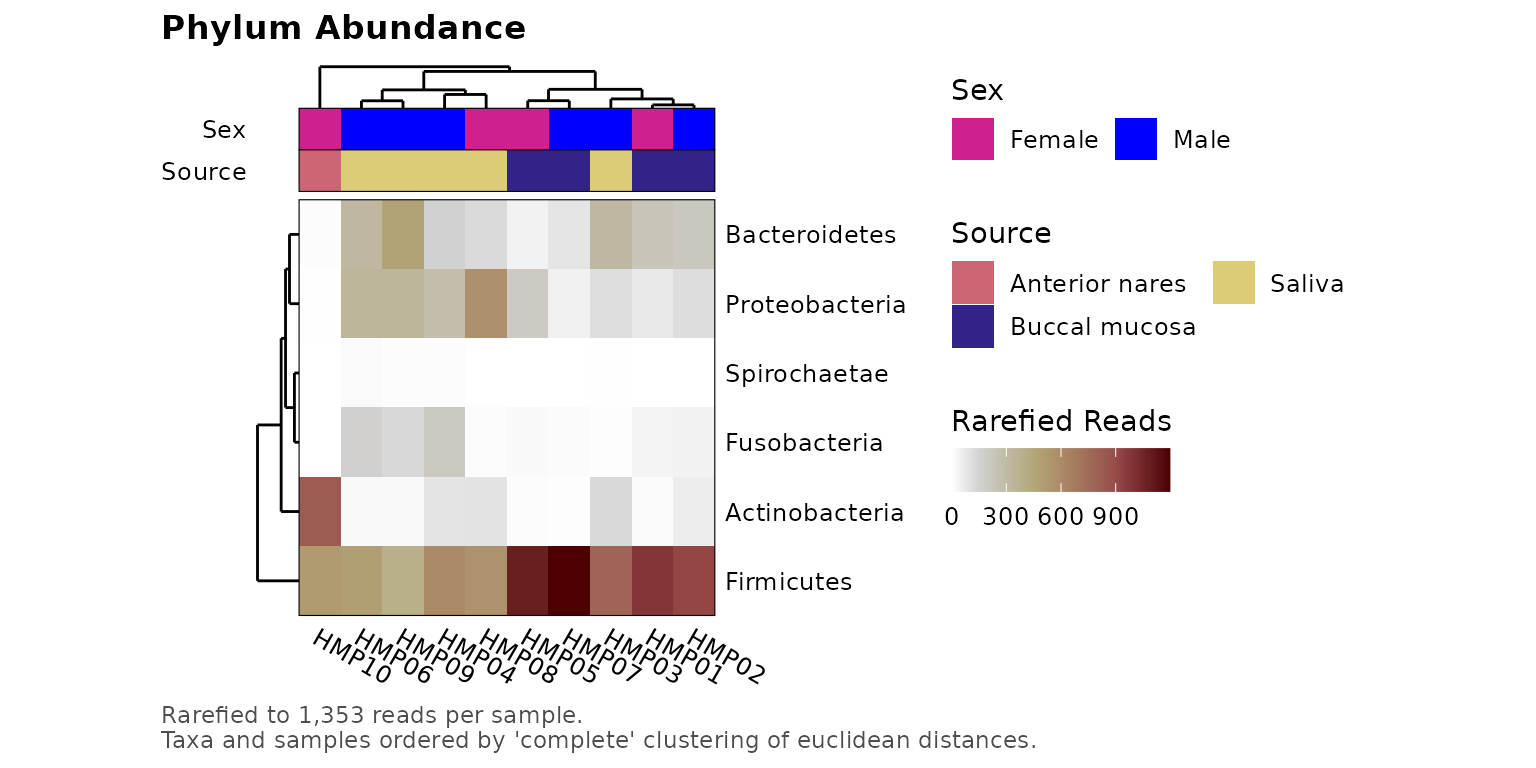 Phylum Abundance
Sex
Source
Bacteroidetes
Proteobacteria
Spirochaetae
Fusobacteria
Actinobacteria
Firmicutes
HMP10 HMP06 HMP09 HMP04 HMP08 HMP05 HMP07 HMP03 HMP01 HMP02
Sex
Female Male
Source
Anterior nares Saliva
Buccal mucosa
Rarefied Reads
0 300 600 900
Rarefied to 1,353 reads per sample.
Taxa and samples ordered by 'complete' clustering of euclidean distances.